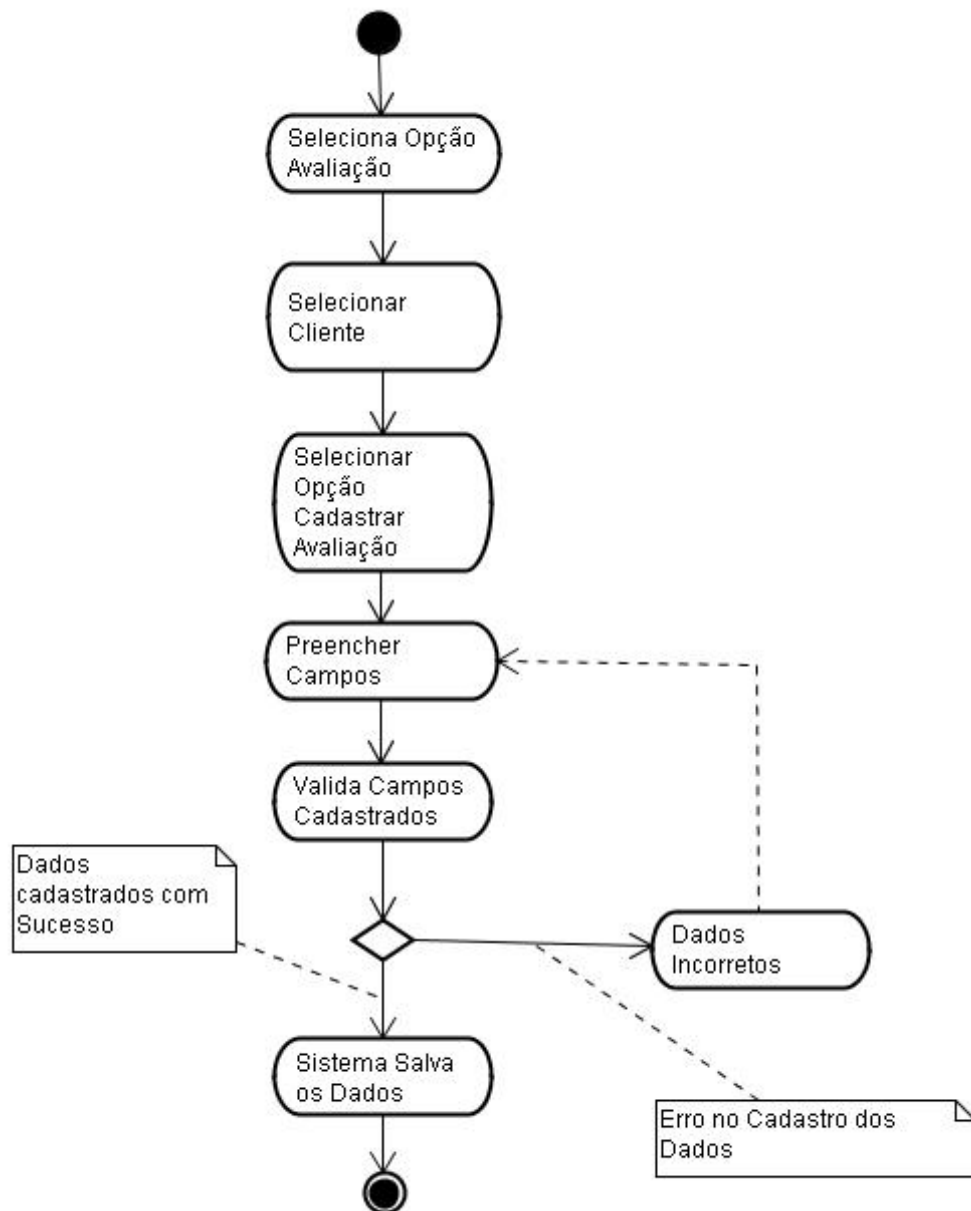 Seleciona Opção
Avaliação
Selecionar
Cliente
Selecionar
Opção
Cadastrar
Avaliação
Preencher
Campos
Valida Campos
Cadastrados
Dados
cadastrados com
Sucesso
Dados
Incorretos
Sistema Salva
os Dados
Erro no Cadastro dos
Dados